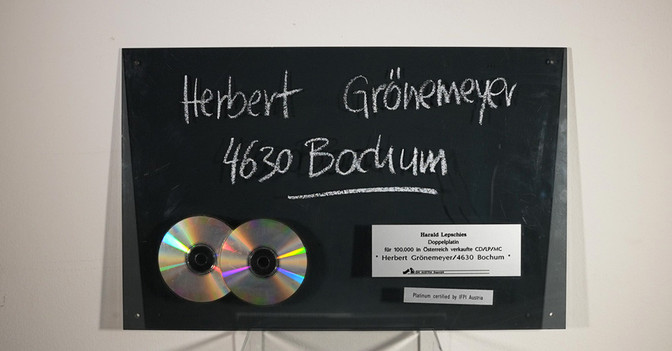 Herbert Grönemeyer
4630 Bochum
Harald Lepschies
Doppelplatin
für 100.000 in Österreich verkaufte CD/LP/MC
" Herbert Grönemeyer/4630 Bochum "
Platinum certified by IFPI Austria